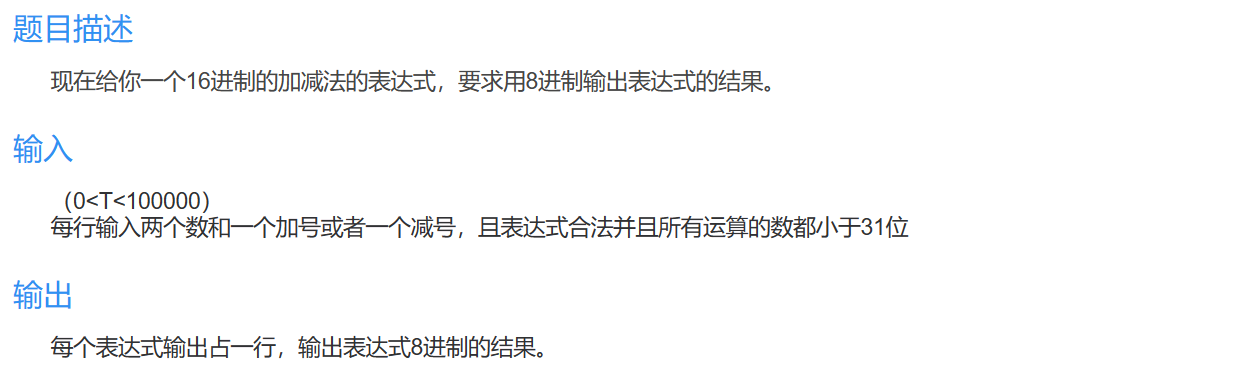 题目描述
现在给你一个16进制的加减法的表达式，要求用8进制输出表达式的结果。
输入
（0<T<100000）
每行输入两个数和一个加号或者一个减号，且表达式合法并且所有运算的数都小于31位
输出
每个表达式输出占一行，输出表达式8进制的结果。